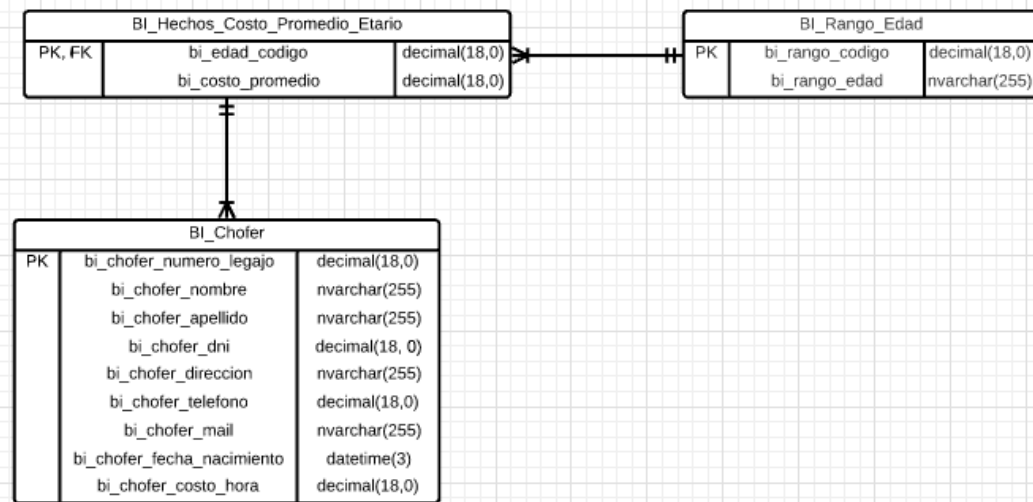 BI_Hechos_Costo_Promedio_Etario
PK, FK bi_edad_codigo decimal(18,0)
bi_costo_promedio decimal(18,0)
BI_Rango_Edad
PK bi_rango_codigo decimal(18,0)
bi_rango_edad nvarchar(255)
BI_Chofer
PK bi_chofer_numero_legajo decimal(18,0)
bi_chofer_nombre nvarchar(255)
bi_chofer_apellido nvarchar(255)
bi_chofer_dni decimal(18, 0)
bi_chofer_direccion nvarchar(255)
bi_chofer_telefono decimal(18,0)
bi_chofer_mail nvarchar(255)
bi_chofer_fecha_nacimiento datetime(3)
bi_chofer_costo_hora decimal(18,0)